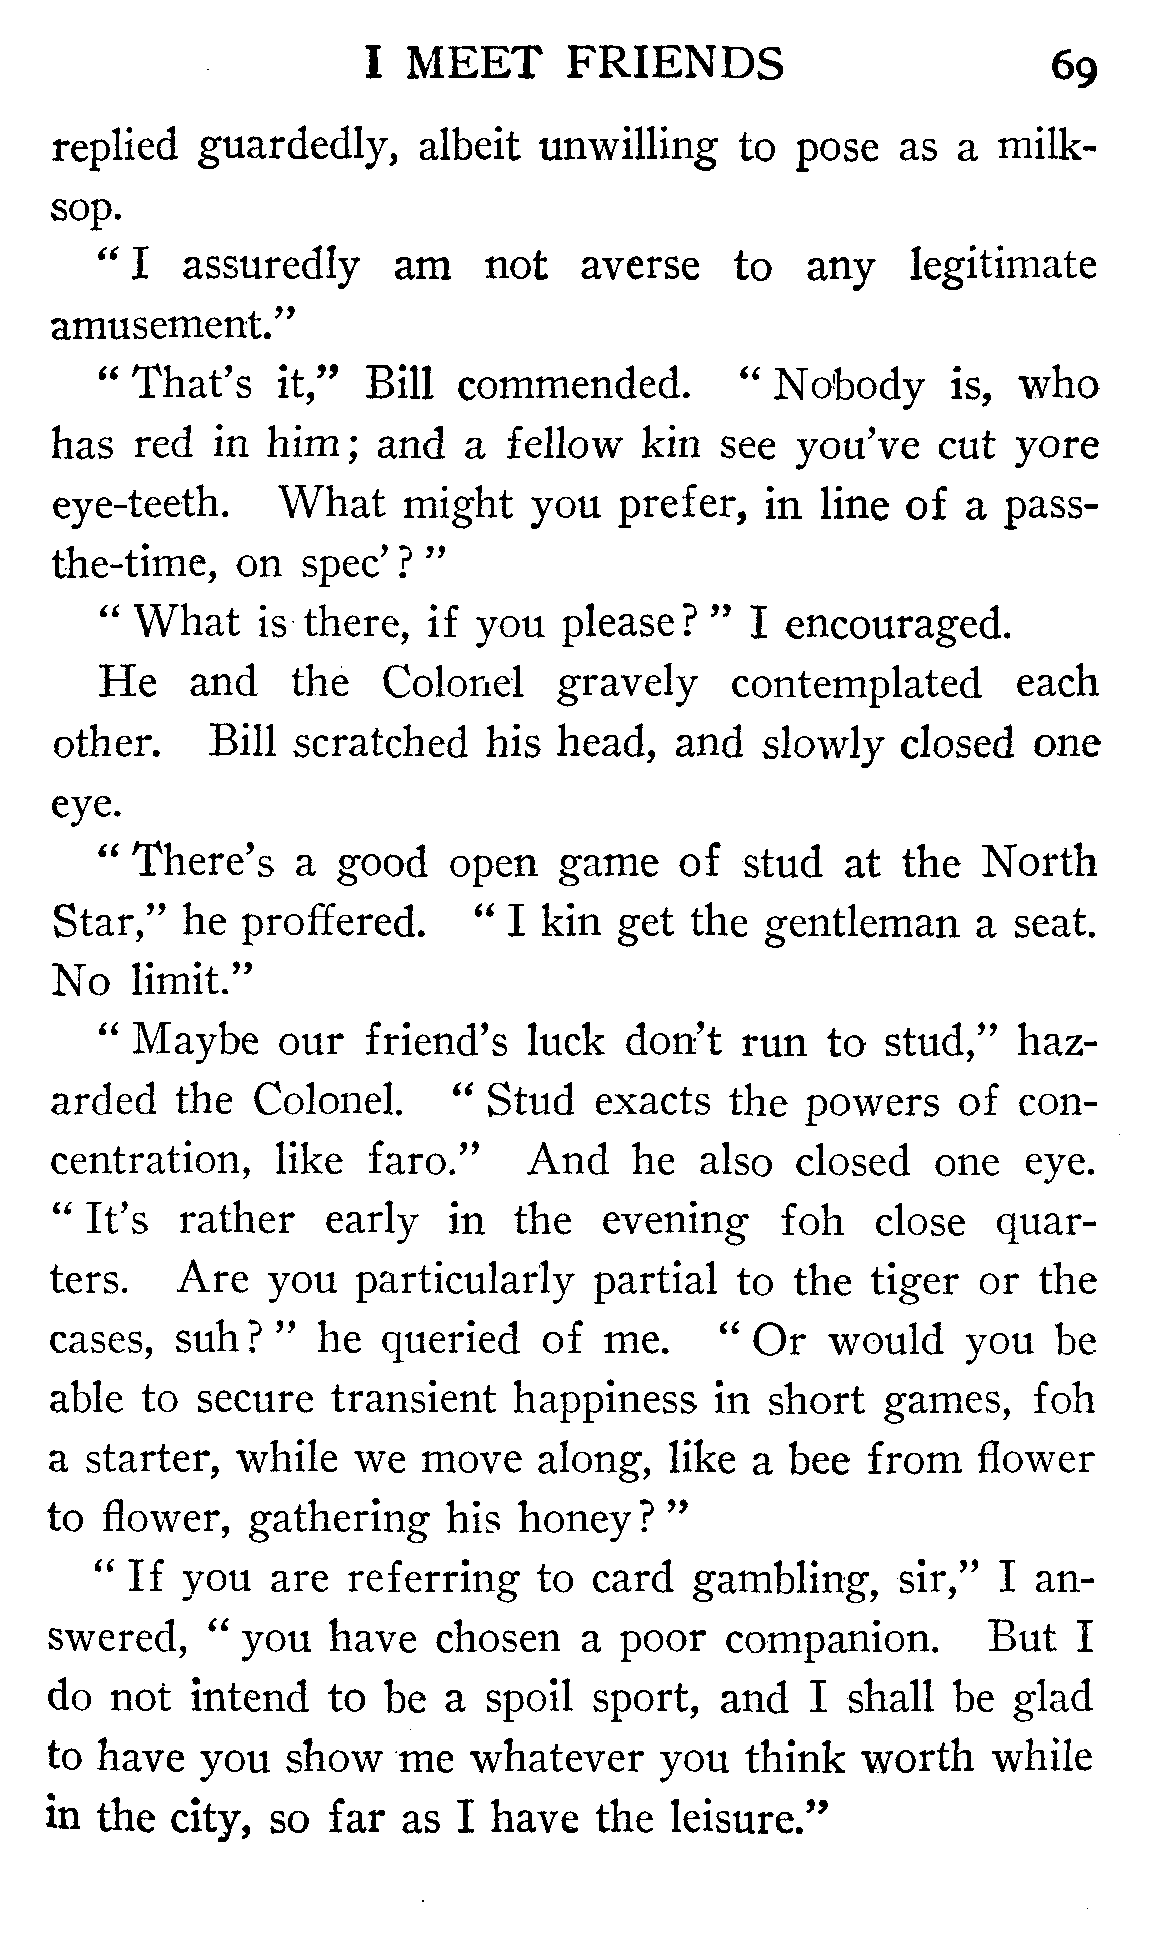 I MEET FRIENDS 69
replied guardedly, albeit unwilling to pose as a milk-
sop.
“ I assuredly am not averse to any legitimate
amusement.”
“ That’s it,” Bill commended. “ Nobody is, who
has red in him; and a fellow kin see you’ve cut yore
eye-teeth. What might you prefer, in line of a pass-
the-time, on spec’? ”
“ What is there, if you please? ” I encouraged.
He and the Colonel gravely contemplated each
other. Bill scratched his head, and slowly closed one
eye.
“ There’s a good open game of stud at the North
Star,” he proffered. “ I kin get the gentleman a seat.
No limit.”
“ Maybe our friend’s luck don’t run to stud,” haz-
arded the Colonel. “ Stud exacts the powers of con-
centration, like faro.” And he also closed one eye.
“ It’s rather early in the evening foh close quar-
ters. Are you particularly partial to the tiger or the
cases, suh? ” he queried of me. “ Or would you be
able to secure transient happiness in short games, foh
a starter, while we move along, like a bee from flower
to flower, gathering his honey? ”
“ If you are referring to card gambling, sir,” I an-
swered, “ you have chosen a poor companion. But I
do not intend to be a spoil sport, and I shall be glad
to have you show me whatever you think worth while
in the city, so far as I have the leisure.”